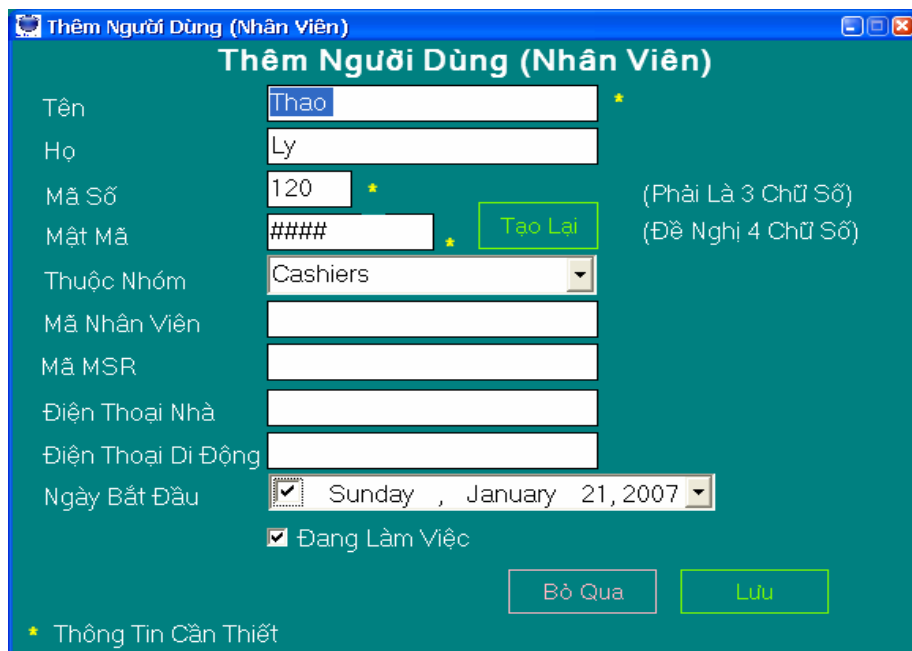 Thêm Người Dùng (Nhân Viên)
Thêm Người Dùng (Nhân Viên)
Tên Thao *
Họ Ly
Mã Số 120 * (Phải Là 3 Chữ Số)
Mật Mã #### * Tạo Lại (Đề Nghị 4 Chữ Số)
Thuộc Nhóm Cashiers
Mã Nhân Viên
Mã MSR
Điện Thoại Nhà
Điện Thoại Di Động
Ngày Bắt Đầu Sunday , January 21, 2007
Đang Làm Việc
Bỏ Qua Lưu
* Thông Tin Cần Thiết